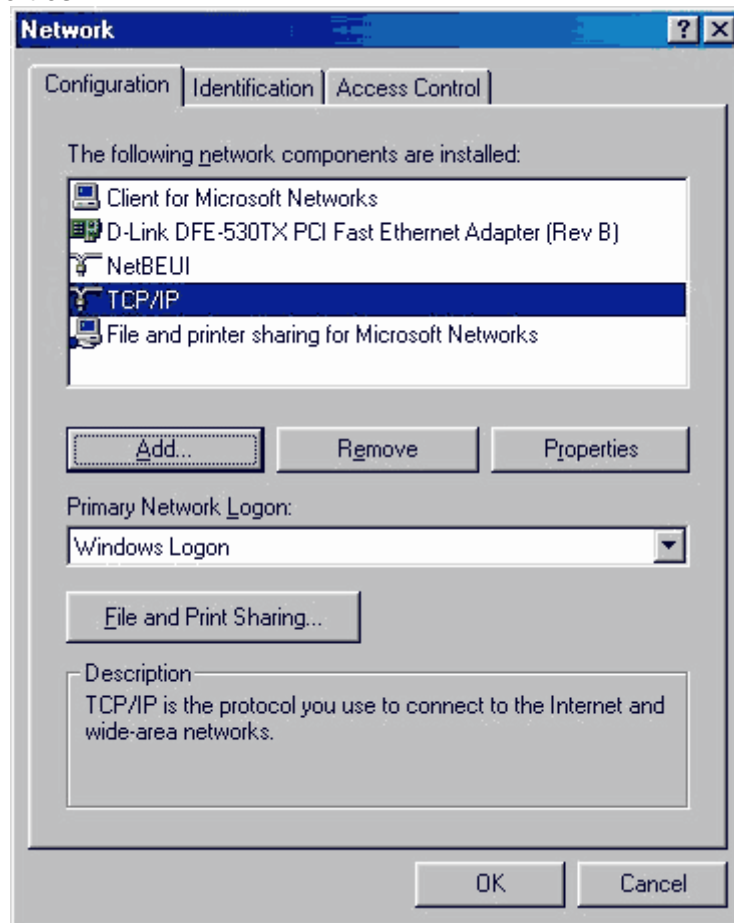 Network
Configuration
Identification
Access Control
The following network components are installed:
Client for Microsoft Networks
D-Link DFE-530TX PCI Fast Ethernet Adapter (Rev B)
NetBEUI
TCP/IP
File and printer sharing for Microsoft Networks
Add...
Remove
Properties
Primary Network Logon:
Windows Logon
File and Print Sharing...
Description
TCP/IP is the protocol you use to connect to the Internet and
wide-area networks.
OK
Cancel